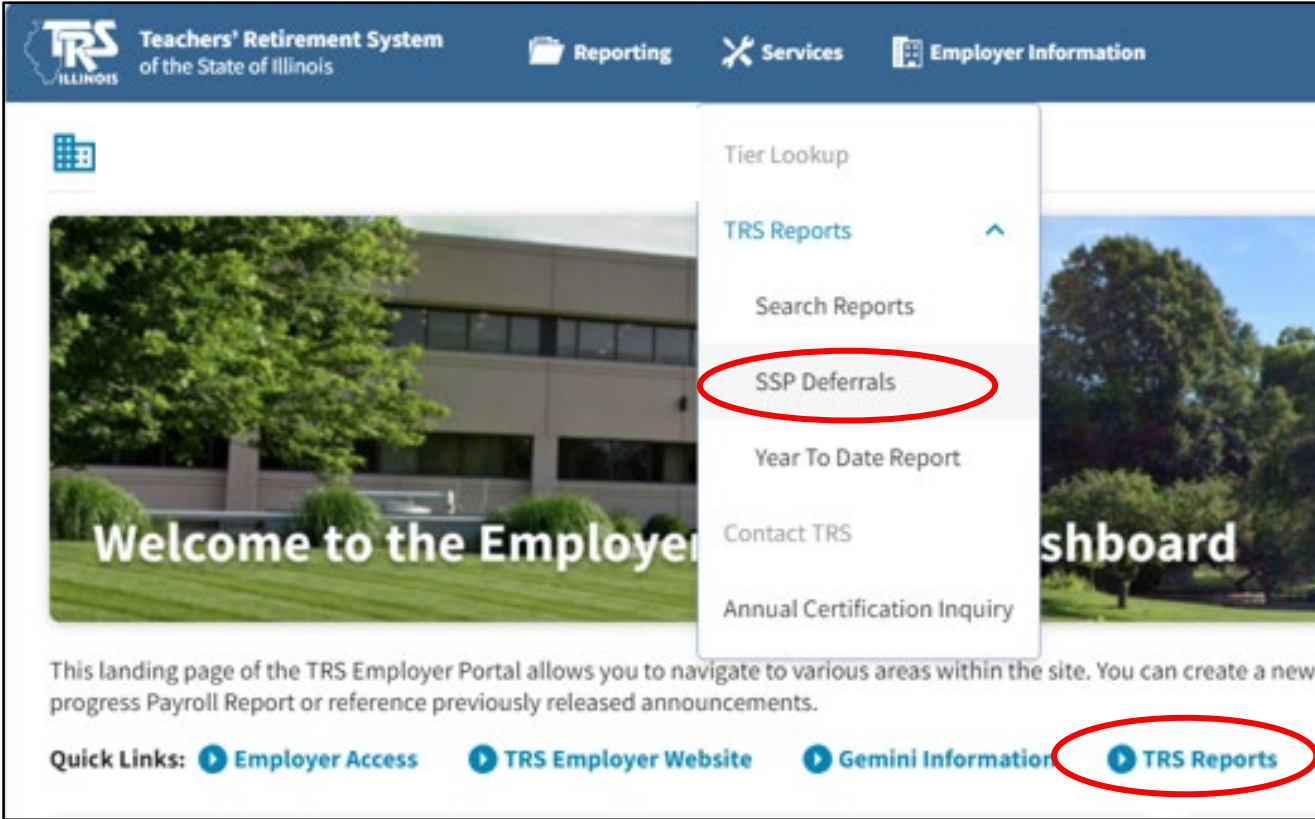 TRS
ILLINOIS
Teachers' Retirement System
of the State of Illinois
Reporting
Services
Employer Information
Tier Lookup
TRS Reports
Search Reports
SSP Deferrals
Year To Date Report
Contact TRS
Annual Certification Inquiry
Welcome to the Employe shboard
This landing page of the TRS Employer Portal allows you to navigate to various areas within the site. You can create a new
progress Payroll Report or reference previously released announcements.
Quick Links: Employer Access TRS Employer Website Gemini Information TRS Reports